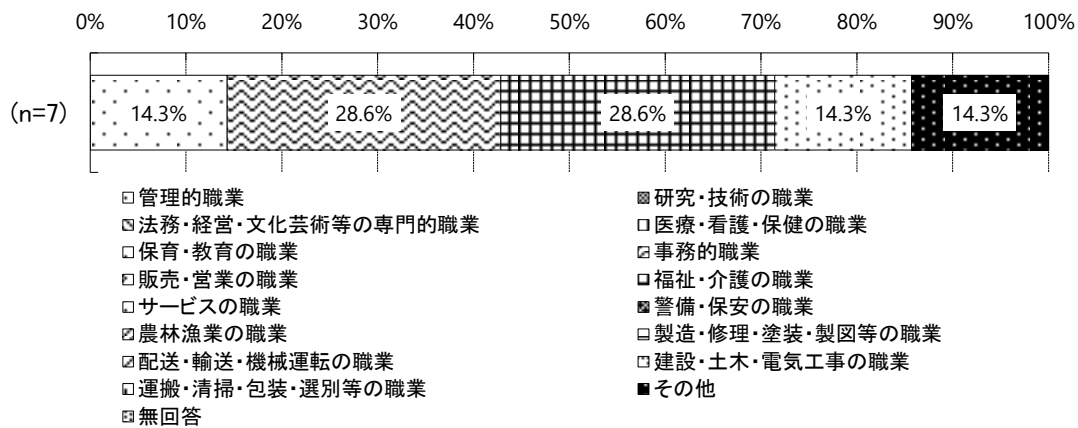 0% 10% 20% 30% 40% 50% 60% 70% 80% 90% 100%
(n=7) 14.3% 28.6% 28.6% 14.3% 14.3%
管理的職業 研究・技術の職業
法務・経営・文化芸術等の専門的職業 医療・看護・保健の職業
保育・教育の職業 事務的職業
販売・営業の職業 福祉・介護の職業
サービスの職業 警備・保安の職業
農林漁業の職業 製造・修理・塗装・製図等の職業
配送・輸送・機械運転の職業 建設・土木・電気工事の職業
運搬・清掃・包装・選別等の職業 その他
無回答